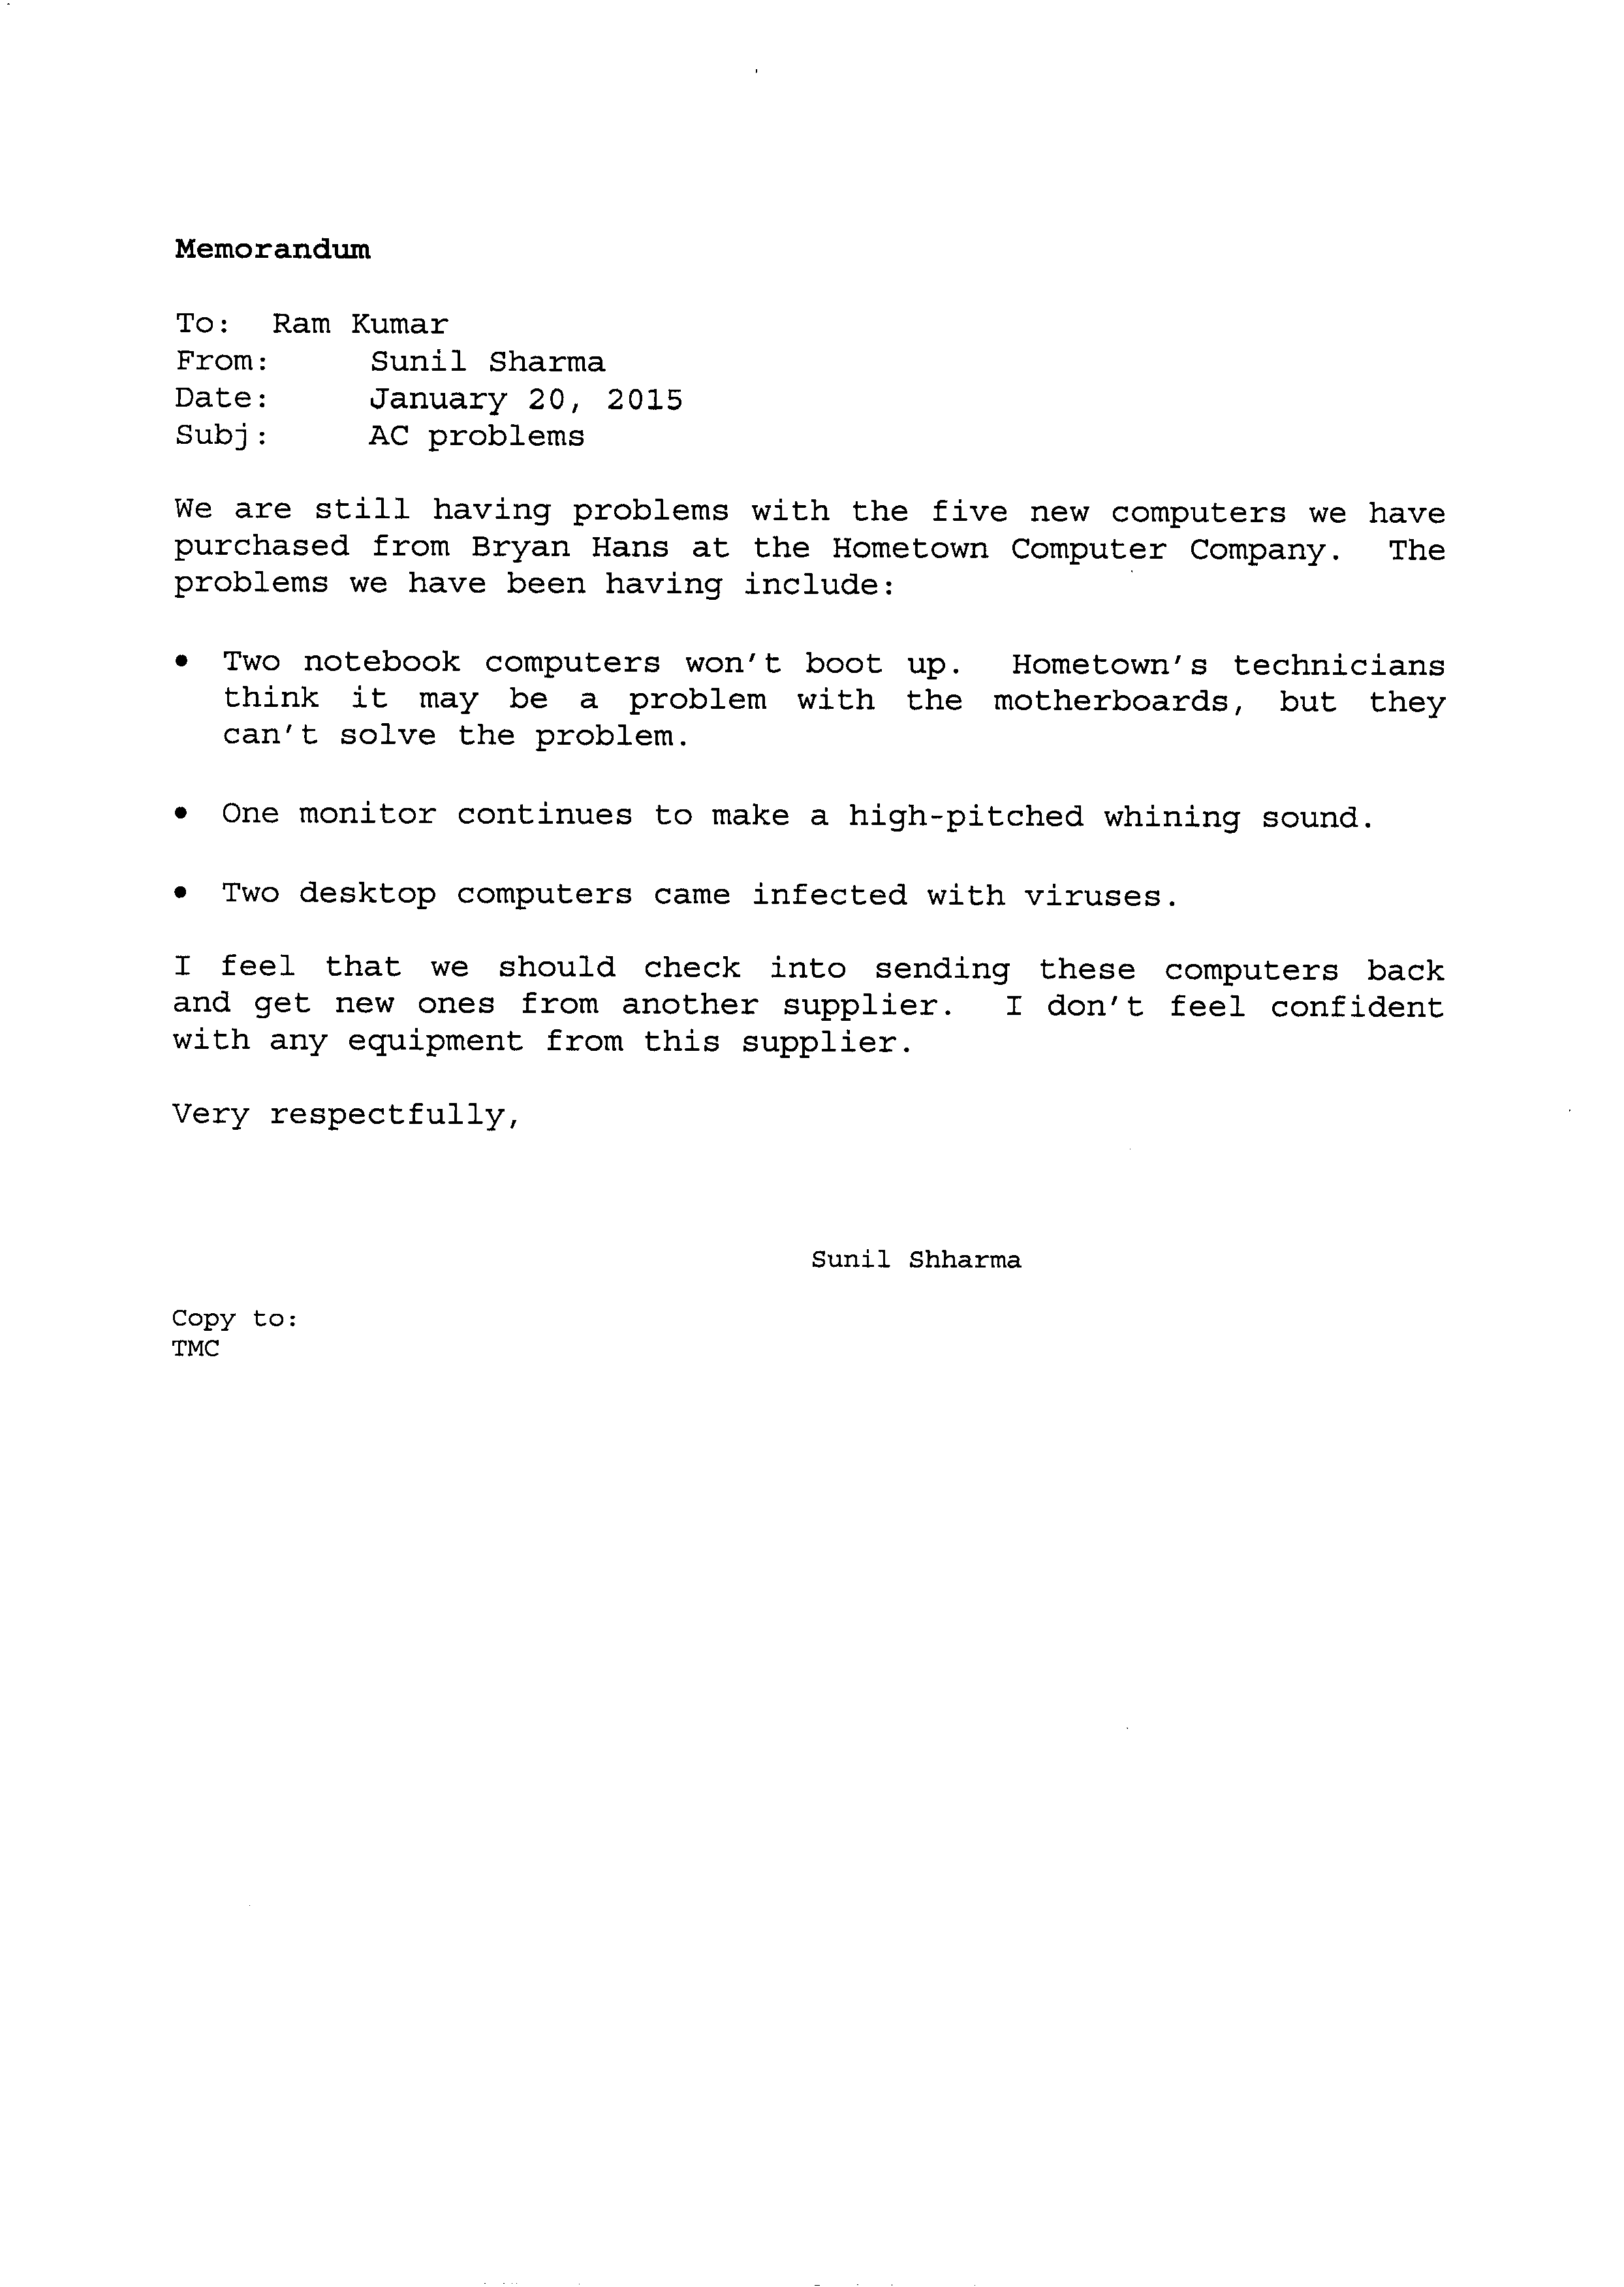 Memorandum
To: Ram Kumar
From: Sunil Sharma
Date: January 20, 2015
Subj: AC problems
We are still having problems with the five new computers we have
purchased from Bryan Hans at the Hometown Computer Company. The
problems we have been having include:
• Two notebook computers won't boot up. Hometown's technicians
think it may be a problem with the motherboards, but they
can't solve the problem.
• One monitor continues to make a high-pitched whining sound.
• Two desktop computers came infected with viruses.
I feel that we should check into sending these computers back
and get new ones from another supplier. I don't feel confident
with any equipment from this supplier.
Very respectfully,
Sunil Shharma
Copy to:
TMC